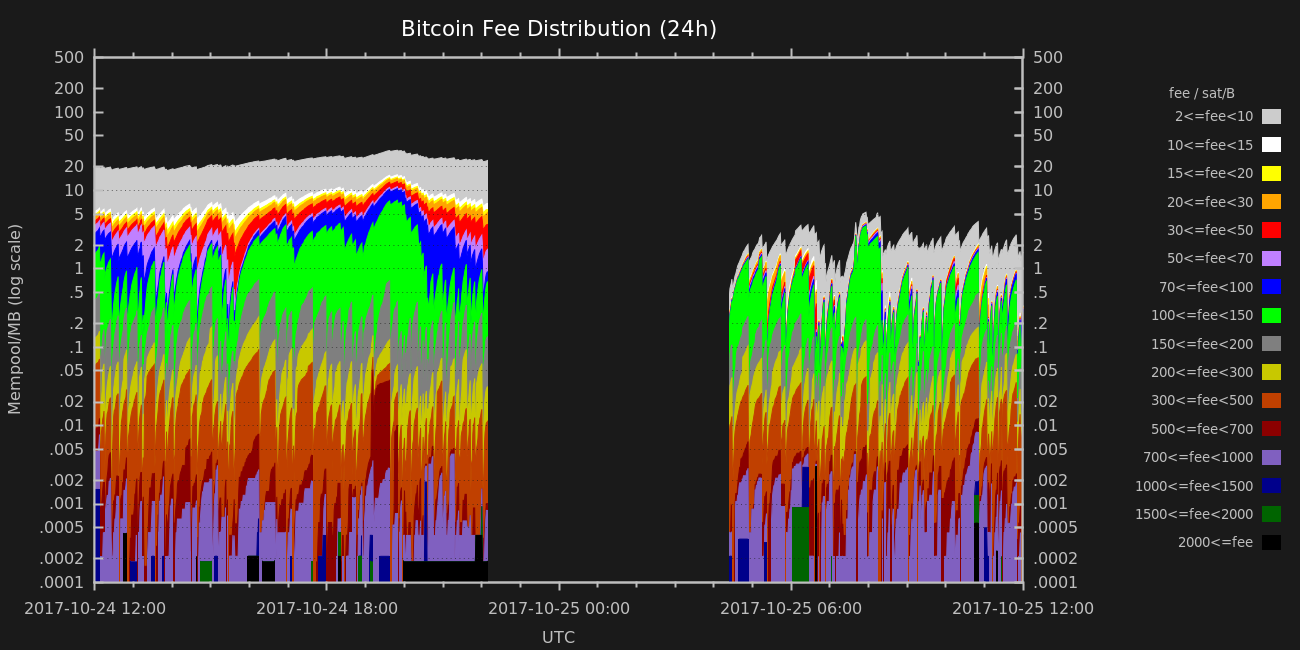 Bitcoin Fee Distribution (24h)
500
200
100
50
20
10
5
2
1
.5
.2
.1
.05
.02
.01
.005
.002
.001
.0005
.0002
.0001
Mempool/MB (log scale)
500
200
100
50
20
10
5
2
1
.5
.2
.1
.05
.02
.01
.005
.002
.001
.0005
.0002
.0001
2017-10-24 12:00 2017-10-24 18:00 2017-10-25 00:00 2017-10-25 06:00 2017-10-25 12:00
UTC
fee / sat/B
2<=fee<10
10<=fee<15
15<=fee<20
20<=fee<30
30<=fee<50
50<=fee<70
70<=fee<100
100<=fee<150
150<=fee<200
200<=fee<300
300<=fee<500
500<=fee<700
700<=fee<1000
1000<=fee<1500
1500<=fee<2000
2000<=fee